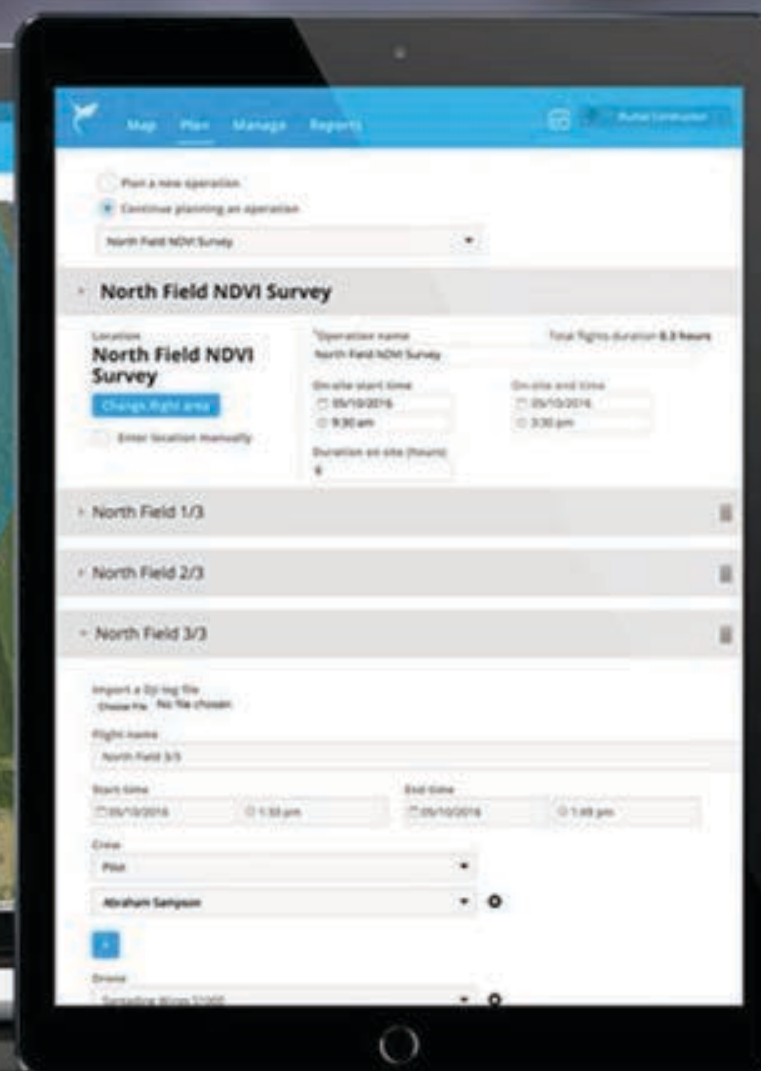 Map Plan Manage Reports
Plan a new operation
Continue planning an operation
North Field NDVI Survey
North Field NDVI Survey
Location
North Field NDVI
Survey
Change flight area
Enter location manually
*Operation name
North Field NDVI Survey
Total flights duration
hours
On-site start time
05/10/2016
9:30 am
On-site end time
05/10/2016
3:30 pm
Duration on site (hours)
6
North Field 1/3
North Field 2/3
North Field 3/3
Import a DJI log file
Choose File No file chosen
Flight name
North Field 3/3
Start time
05/10/2016
End time
05/10/2016
Crew
Pilot
Abraham Sampson
+
Drone
Spreading Wings S1000